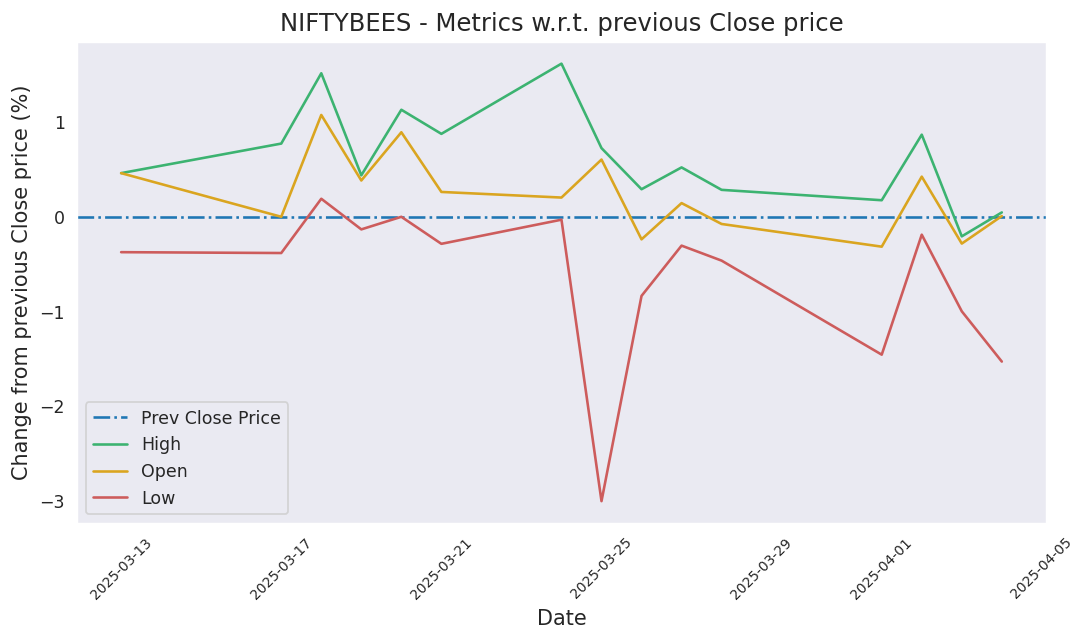 NIFTYBEES - Metrics w.r.t. previous Close price
Change from previous Close price (%)
1
0
−1
−2
−3
Prev Close Price
High
Open
Low
2025-03-13
2025-03-17
2025-03-21
2025-03-25
2025-03-29
2025-04-01
2025-04-05
Date